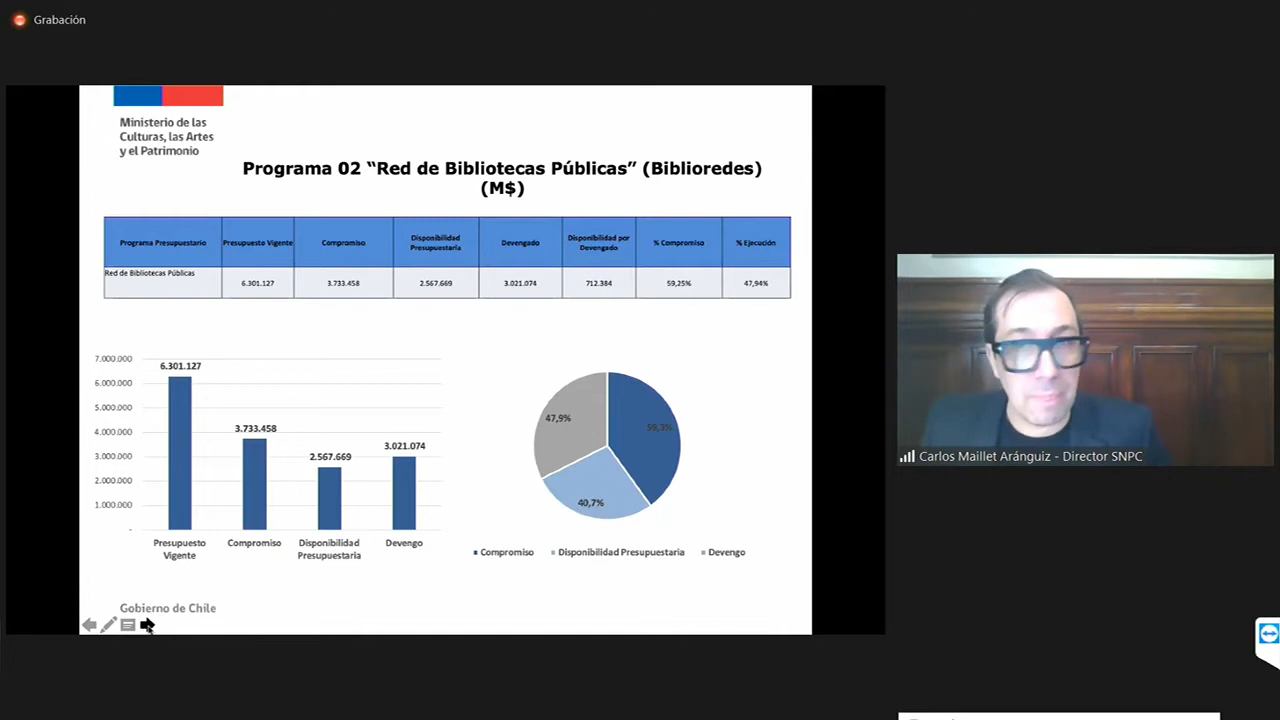 Grabación
Ministerio de las
Culturas, las Artes
y el Patrimonio
Programa 02 “Red de Bibliotecas Públicas” (Biblioredes)
(M$)
Programa Presupuestario Presupuesto Vigente Compromiso Disponibilidad Presupuestaria Devengado Disponibilidad por Devengado % Compromiso % Ejecución
Red de Bibliotecas Públicas 6.301.127 3.733.458 2.567.669 3.021.074 712.384 59,25% 47,94%
7.000.000
6.000.000
5.000.000
4.000.000
3.000.000
2.000.000
1.000.000
-
6.301.127
3.733.458
2.567.669
3.021.074
Presupuesto Vigente
Compromiso
Disponibilidad Presupuestaria
Devengo
47,9%
59,3%
40,7%
Compromiso Disponibilidad Presupuestaria Devengo
Gobierno de Chile
Carlos Maillet Aránguiz - Director SNPC